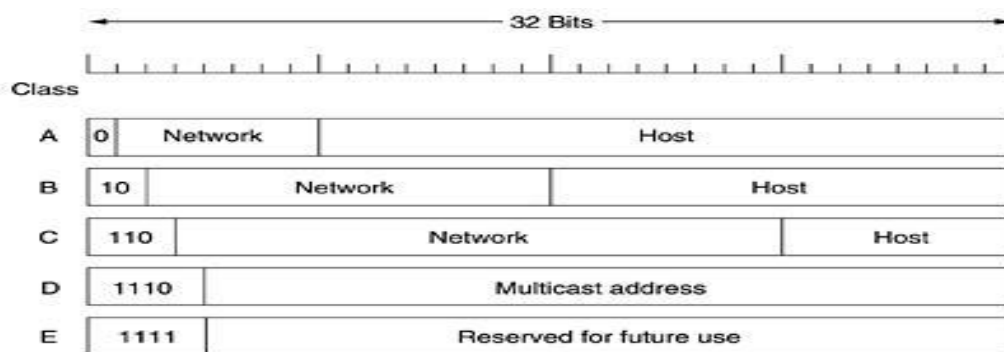 32 Bits
Class
A 0 Network Host
B 10 Network Host
C 110 Network Host
D 1110 Multicast address
E 1111 Reserved for future use